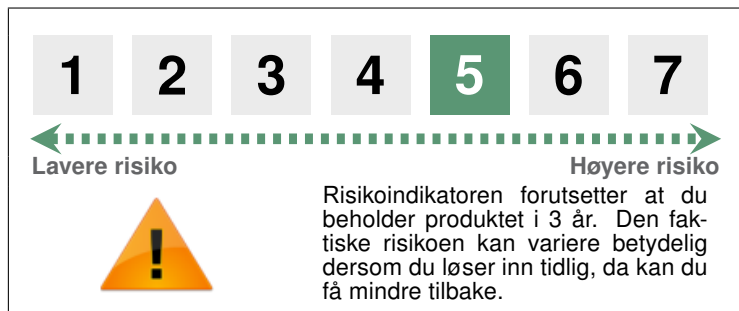 1 2 3 4 5 6 7
Lavere risiko Høyere risiko
Risikoindikatoren forutsetter at du
beholder produktet i 3 år. Den fak-
tiske risikoen kan variere betydelig
dersom du løser inn tidlig, da kan du
få mindre tilbake.